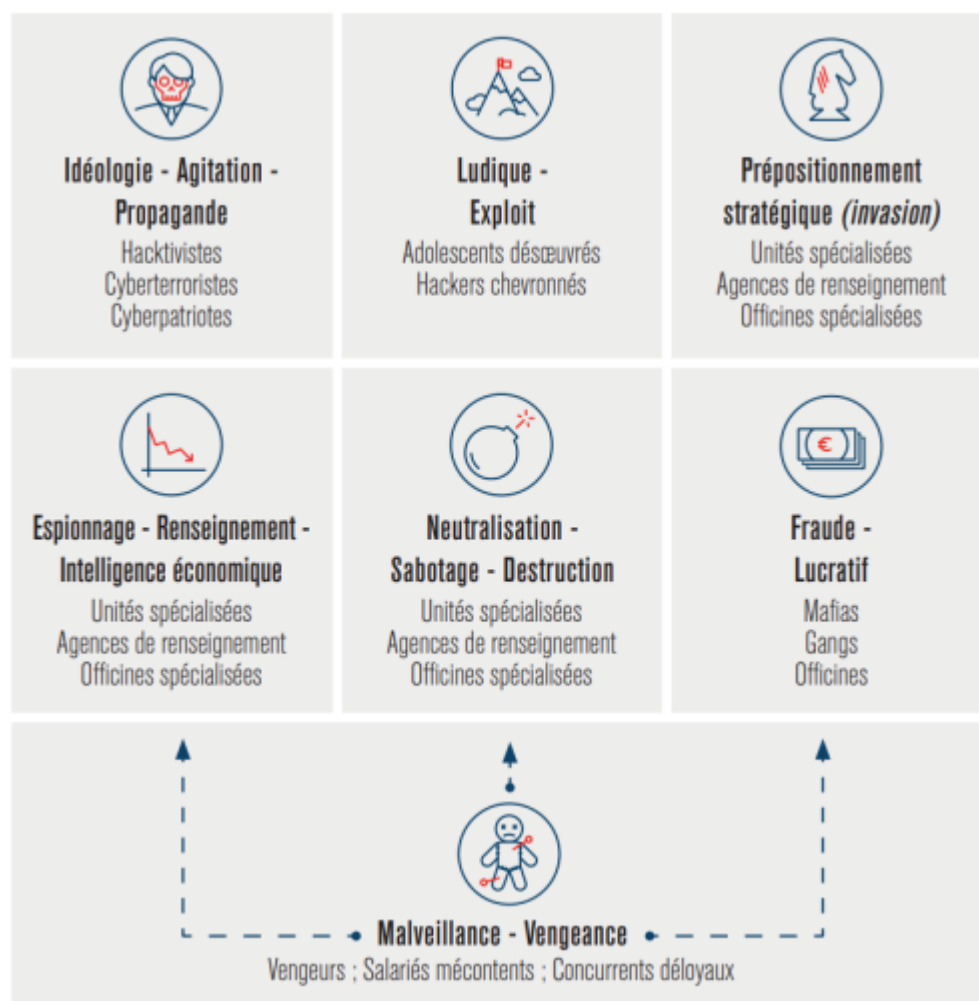 Idéologie - Agitation -
Propagande
Hacktivistes
Cyberterroristes
Cyberpatriotes
Ludique -
Exploit
Adolescents désœuvrés
Hackers chevronnés
Prépositionnement
stratégique (invasion)
Unités spécialisées
Agences de renseignement
Officines spécialisées
Espionnage - Renseignement -
Intelligence économique
Unités spécialisées
Agences de renseignement
Officines spécialisées
Neutralisation -
Sabotage - Destruction
Unités spécialisées
Agences de renseignement
Officines spécialisées
€
Fraude -
Lucratif
Mafias
Gangs
Officines
Malveillance - Vengeance
Vengeurs ; Salariés mécontents ; Concurrents déloyaux